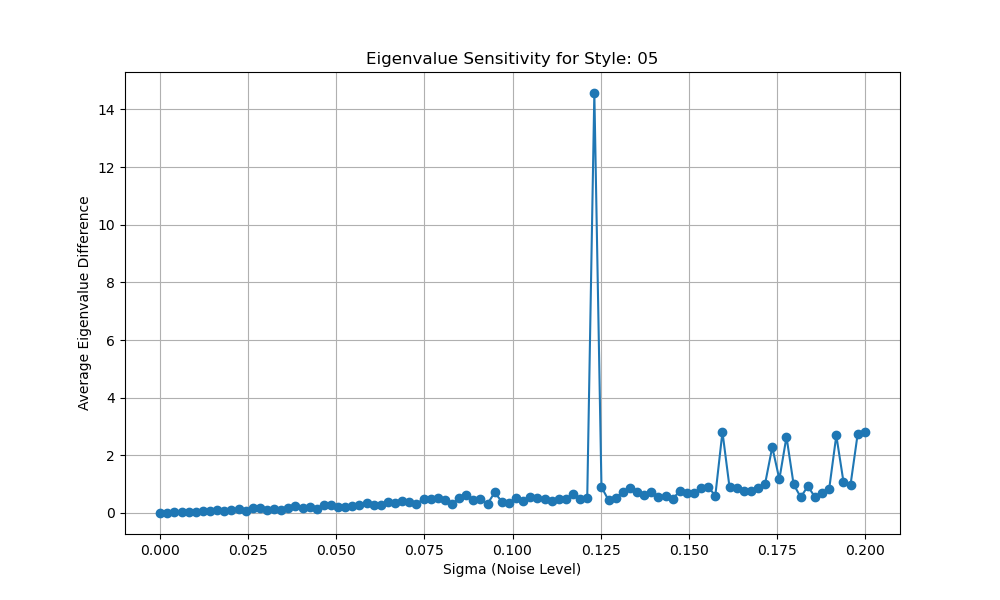 Eigenvalue Sensitivity for Style: 05
Average Eigenvalue Difference
14
12
10
8
6
4
2
0
0.000 0.025 0.050 0.075 0.100 0.125 0.150 0.175 0.200
Sigma (Noise Level)